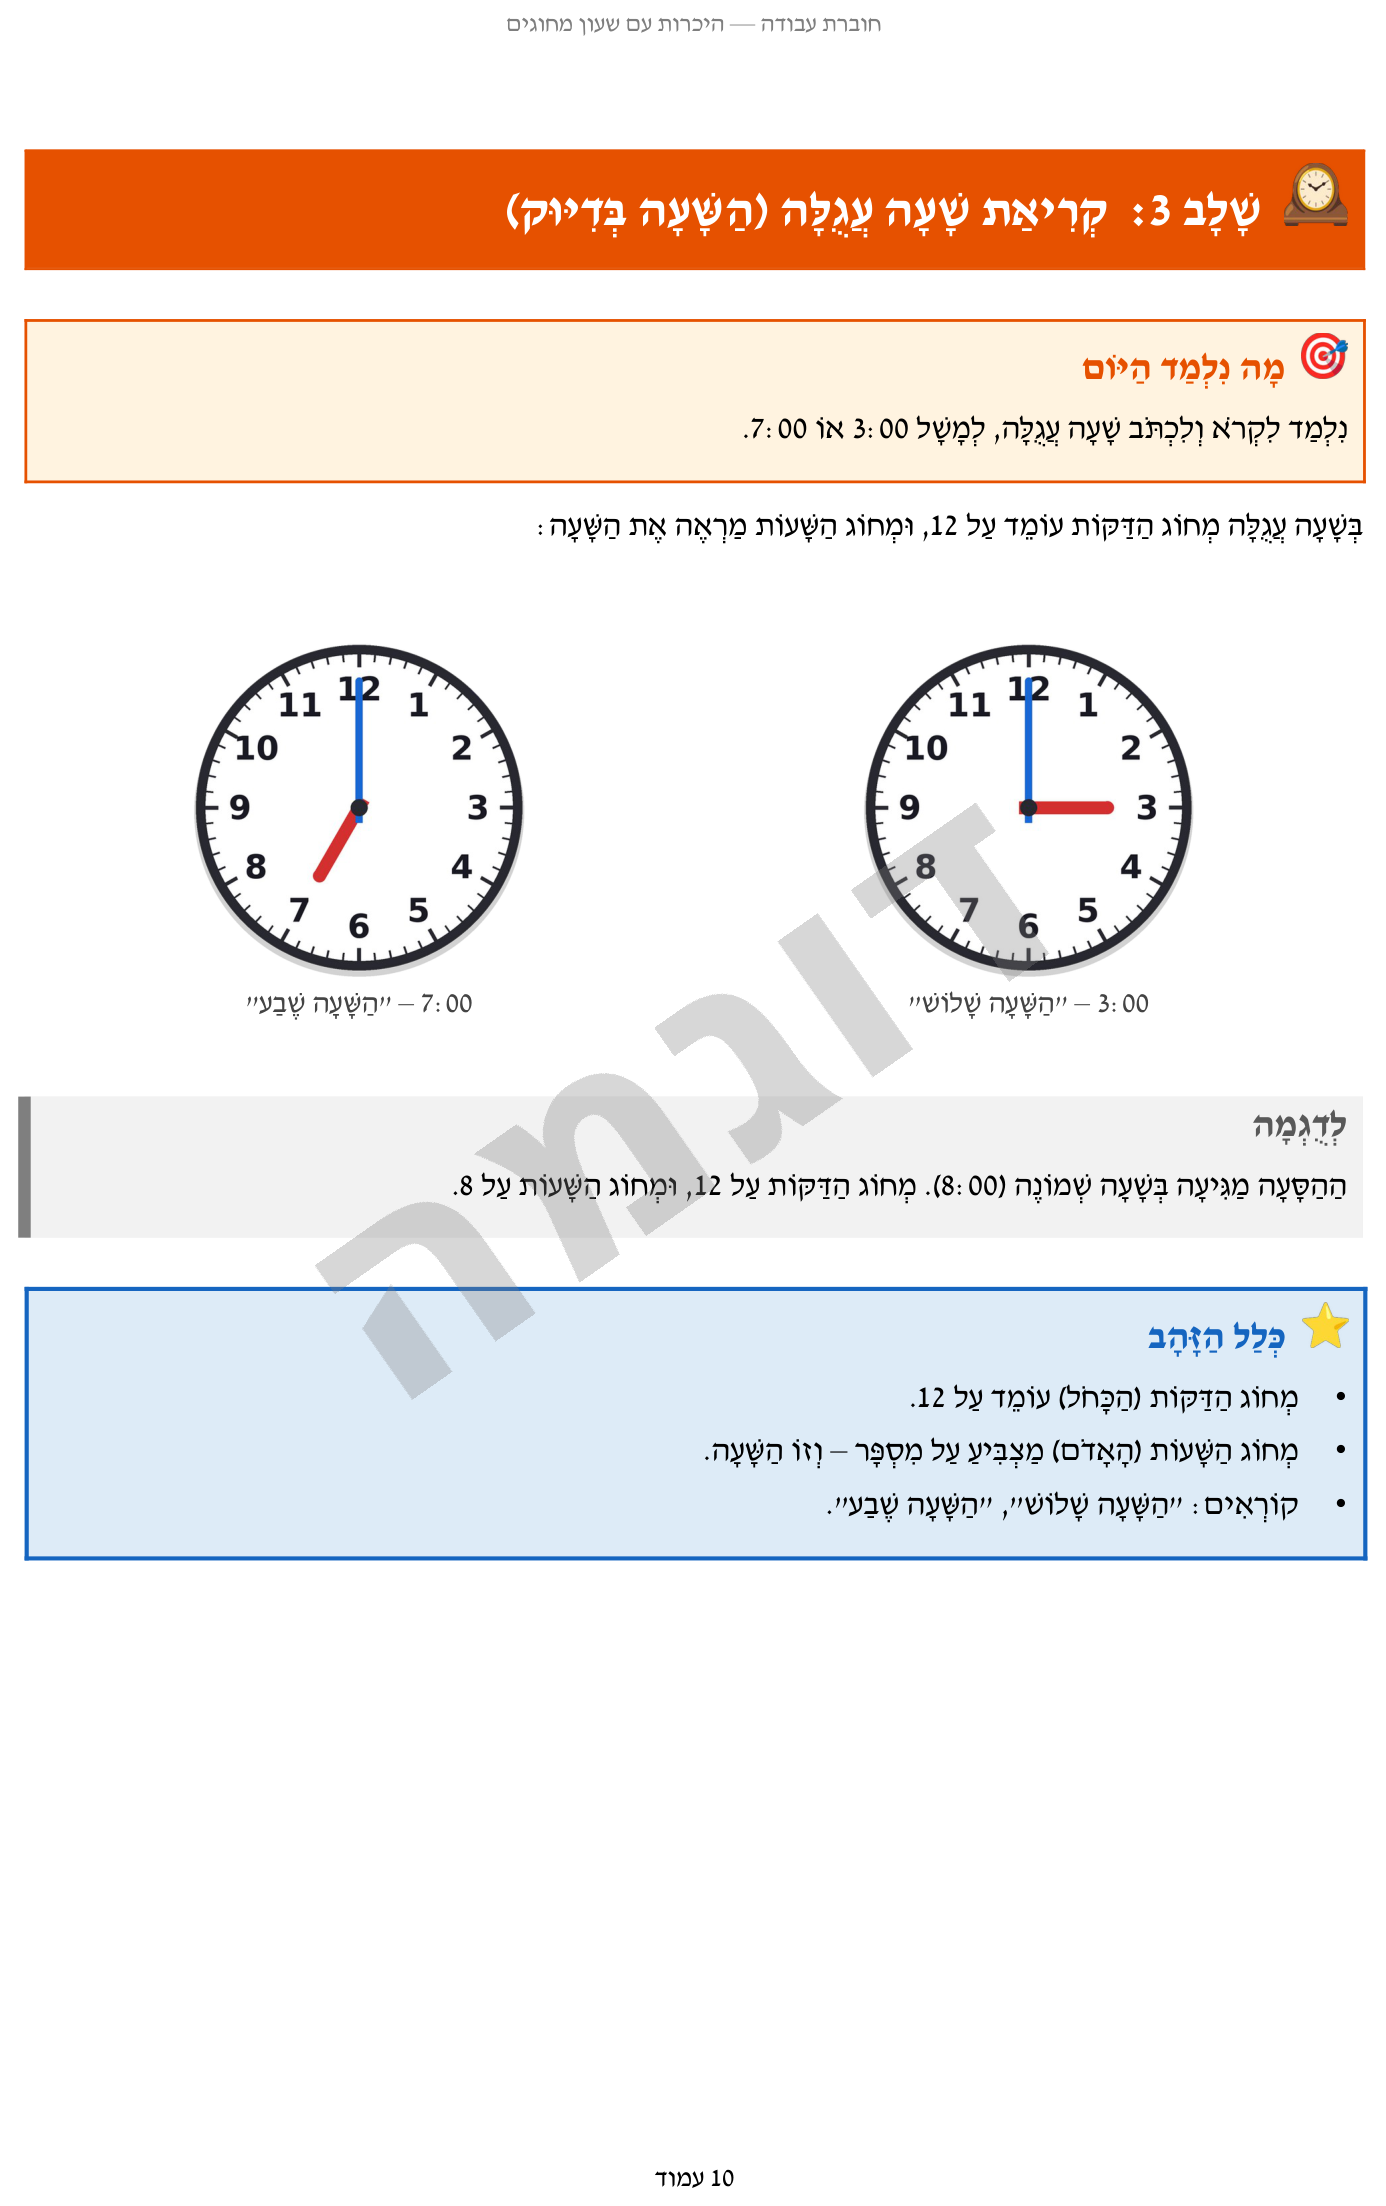 חוברת עבודה — היכרות עם שעון מחוגים
שָׁלָב 3: קְרִיאַת שָׁעָה עֲגֻלָּה (הַשָּׁעָה בְּדִיּוּק)
מָה נִלְמַד הַיּוֹם
נִלְמַד לִקְרֹא וְלִכְתֹּב שָׁעָה עֲגֻלָּה, לְמָשָׁל 3:00 אוֹ 7:00.
בְּשָׁעָה עֲגֻלָּה מְחוֹג הַדַּקּוֹת עוֹמֵד עַל 12, וּמְחוֹג הַשָּׁעוֹת מַרְאֶה אֶת הַשָּׁעָה:
12 1 2 3 4 5 6 7 8 9 10 11
12 1 2 3 4 5 6 7 8 9 10 11
3:00 – "הַשָּׁעָה שָׁלוֹשׁ"
7:00 – "הַשָּׁעָה שֶׁבַע"
דוגמה
לְדֻגְמָה
הַהַסָּעָה מַגִּיעָה בְּשָׁעָה שְׁמוֹנֶה (8:00). מְחוֹג הַדַּקּוֹת עַל 12, וּמְחוֹג הַשָּׁעוֹת עַל 8.
כְּלַל הַזָּהָב
• מְחוֹג הַדַּקּוֹת (הַכָּחֹל) עוֹמֵד עַל 12.
• מְחוֹג הַשָּׁעוֹת (הָאָדֹם) מַצְבִּיעַ עַל מִסְפָּר – וְזוֹ הַשָּׁעָה.
• קוֹרְאִים: "הַשָּׁעָה שָׁלוֹשׁ", "הַשָּׁעָה שֶׁבַע".
10 עמוד